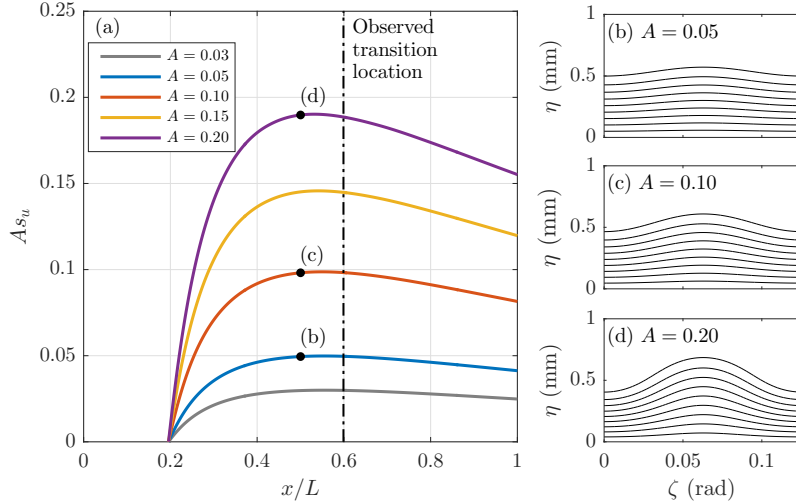 (a)
Observed
transition
location
A = 0.03
A = 0.05
A = 0.10
A = 0.15
A = 0.20
(d)
(c)
(b)
0.25
0.2
0.15
0.1
0.05
0
As_u
0
0.2
0.4
0.6
0.8
1
x/L
(b) A = 0.05
1
0.5
0
η (mm)
(c) A = 0.10
1
0.5
0
η (mm)
(d) A = 0.20
1
0.5
0
η (mm)
0
0.05
0.1
ζ (rad)